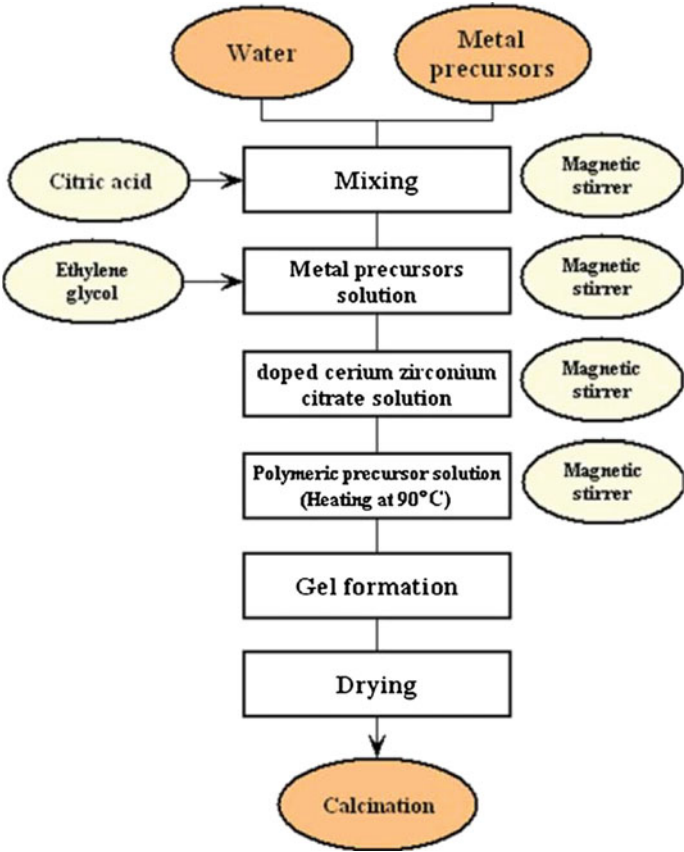 Water
Metal
precursors
Citric acid
Mixing
Magnetic
stirrer
Ethylene
glycol
Metal precursors
solution
Magnetic
stirrer
doped cerium zirconium
citrate solution
Magnetic
stirrer
Polymeric precursor solution
(Heating at 90°C)
Magnetic
stirrer
Gel formation
Drying
Calcination